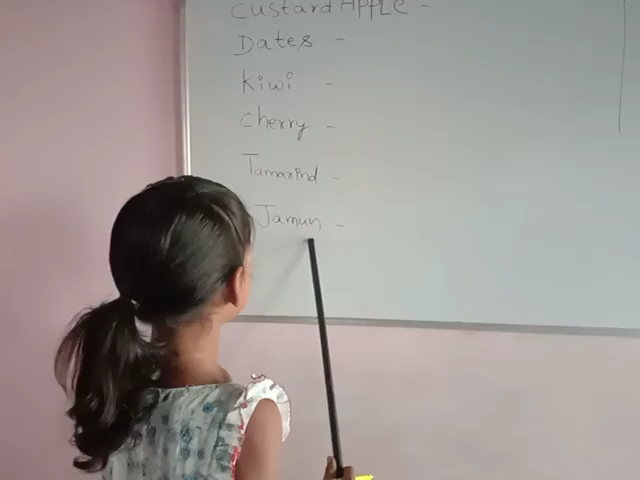 Custard APPLE -
Dates -
Kiwi -
Cherry -
Tamarind -
Jamun -